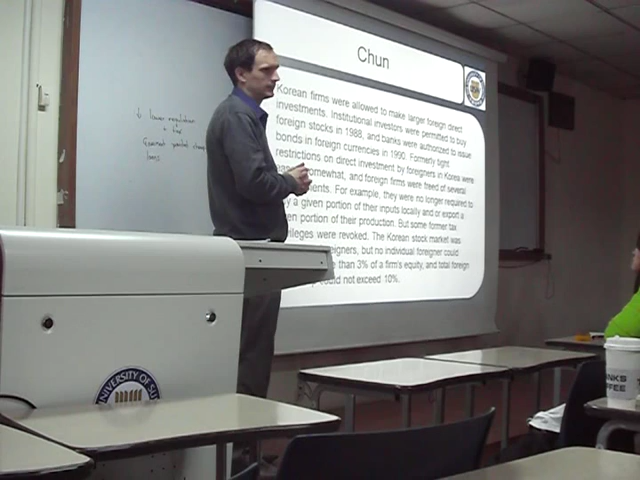 Chun
Korean firms were allowed to make larger foreign direct
investments. Institutional investors were permitted to buy
foreign stocks in 1988, and banks were authorized to issue
bonds in foreign currencies in 1990. Formerly tight
restrictions on direct investment by foreigners in Korea were
somewhat, and foreign firms were freed of several
For example, they were no longer required to
a given portion of their inputs locally and/or export a
portion of their production. But some former tax
were revoked. The Korean stock market was
but no individual foreigner could
than 3% of a firm's equity, and total foreign
could not exceed 10%.
to lower
loans
UNIVERSITY OF